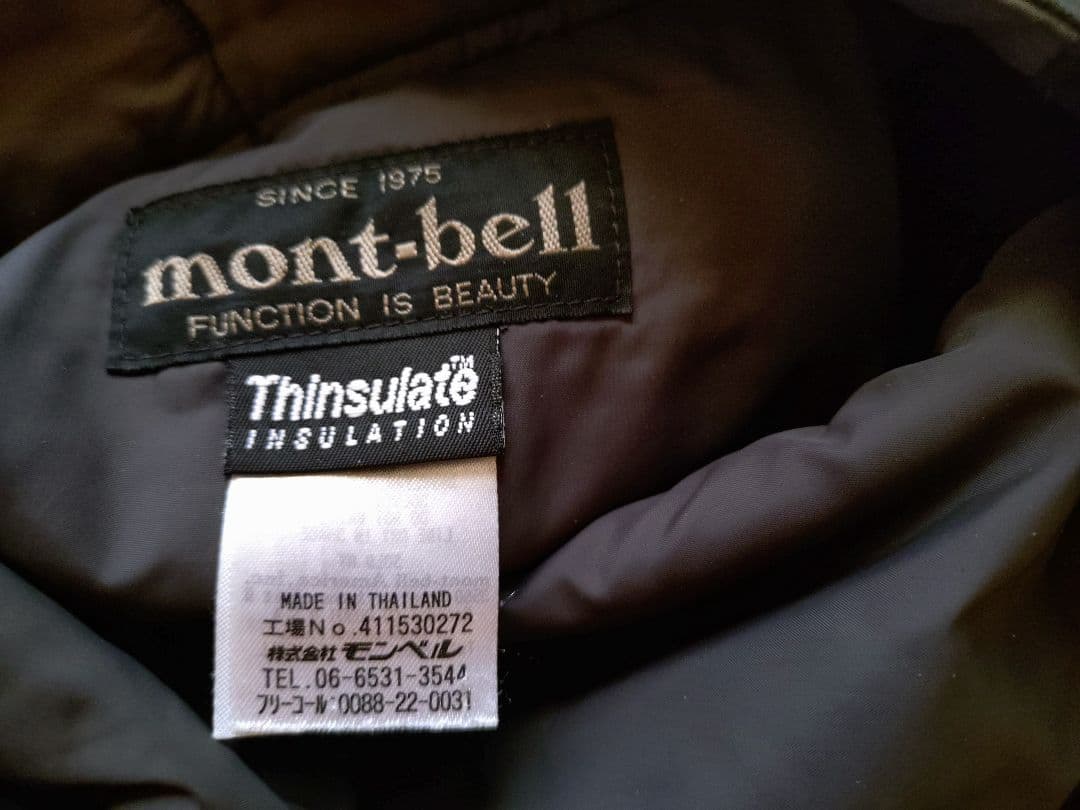 SINCE 1975
mont-bell
FUNCTION IS BEAUTY
Thinsulate™
INSULATION
MADE IN THAILAND
工場No.411530272
株式会社モンベル
TEL.06-6531-3544
フリーコール:0088-22-0031